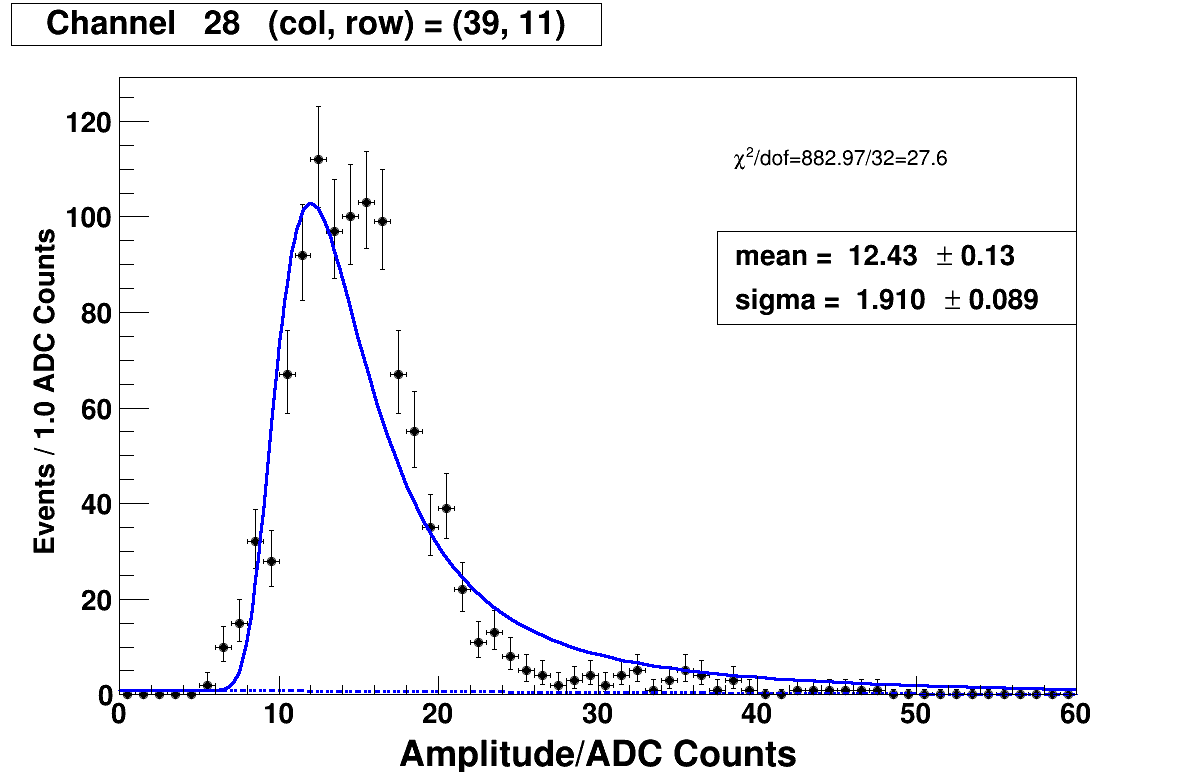 Channel 28 (col, row) = (39, 11)
120
100
80
60
40
20
0
Events / 1.0 ADC Counts
χ²/dof=882.97/32=27.6
mean = 12.43 ± 0.13
sigma = 1.910 ± 0.089
0 10 20 30 40 50 60
Amplitude/ADC Counts